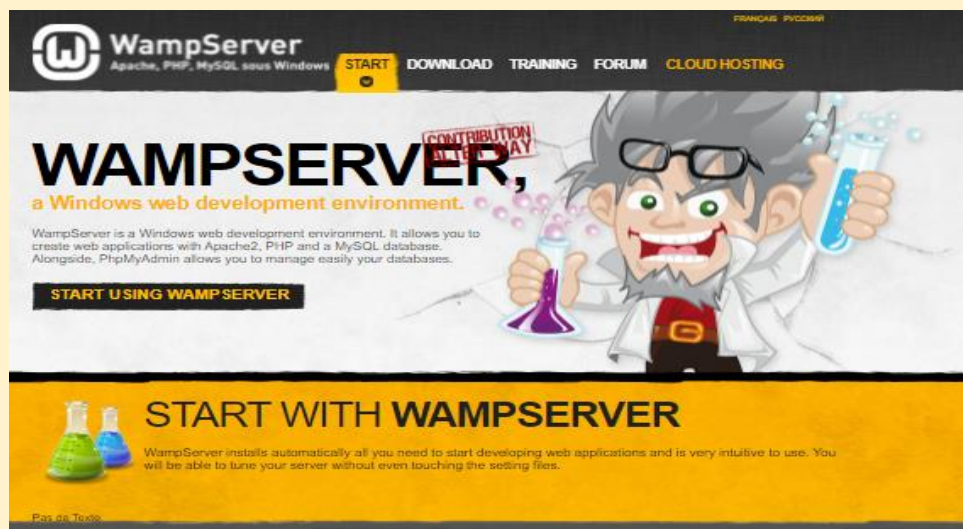 FRANÇAIS РУССКИЙ
WampServer
Apache, PHP, MySQL sous Windows
START DOWNLOAD TRAINING FORUM CLOUD HOSTING
CONTRIBUTION
ALTER WAY
WAMPSERVER,
a Windows web development environment.
WampServer is a Windows web development environment. It allows you to
create web applications with Apache2, PHP and a MySQL database.
Alongside, PhpMyAdmin allows you to manage easily your databases.
START USING WAMPSERVER
START WITH WAMPSERVER
WampServer installs automatically all you need to start developing web applications and is very intuitive to use. You
will be able to tune your server without even touching the setting files.
Pas de Texte